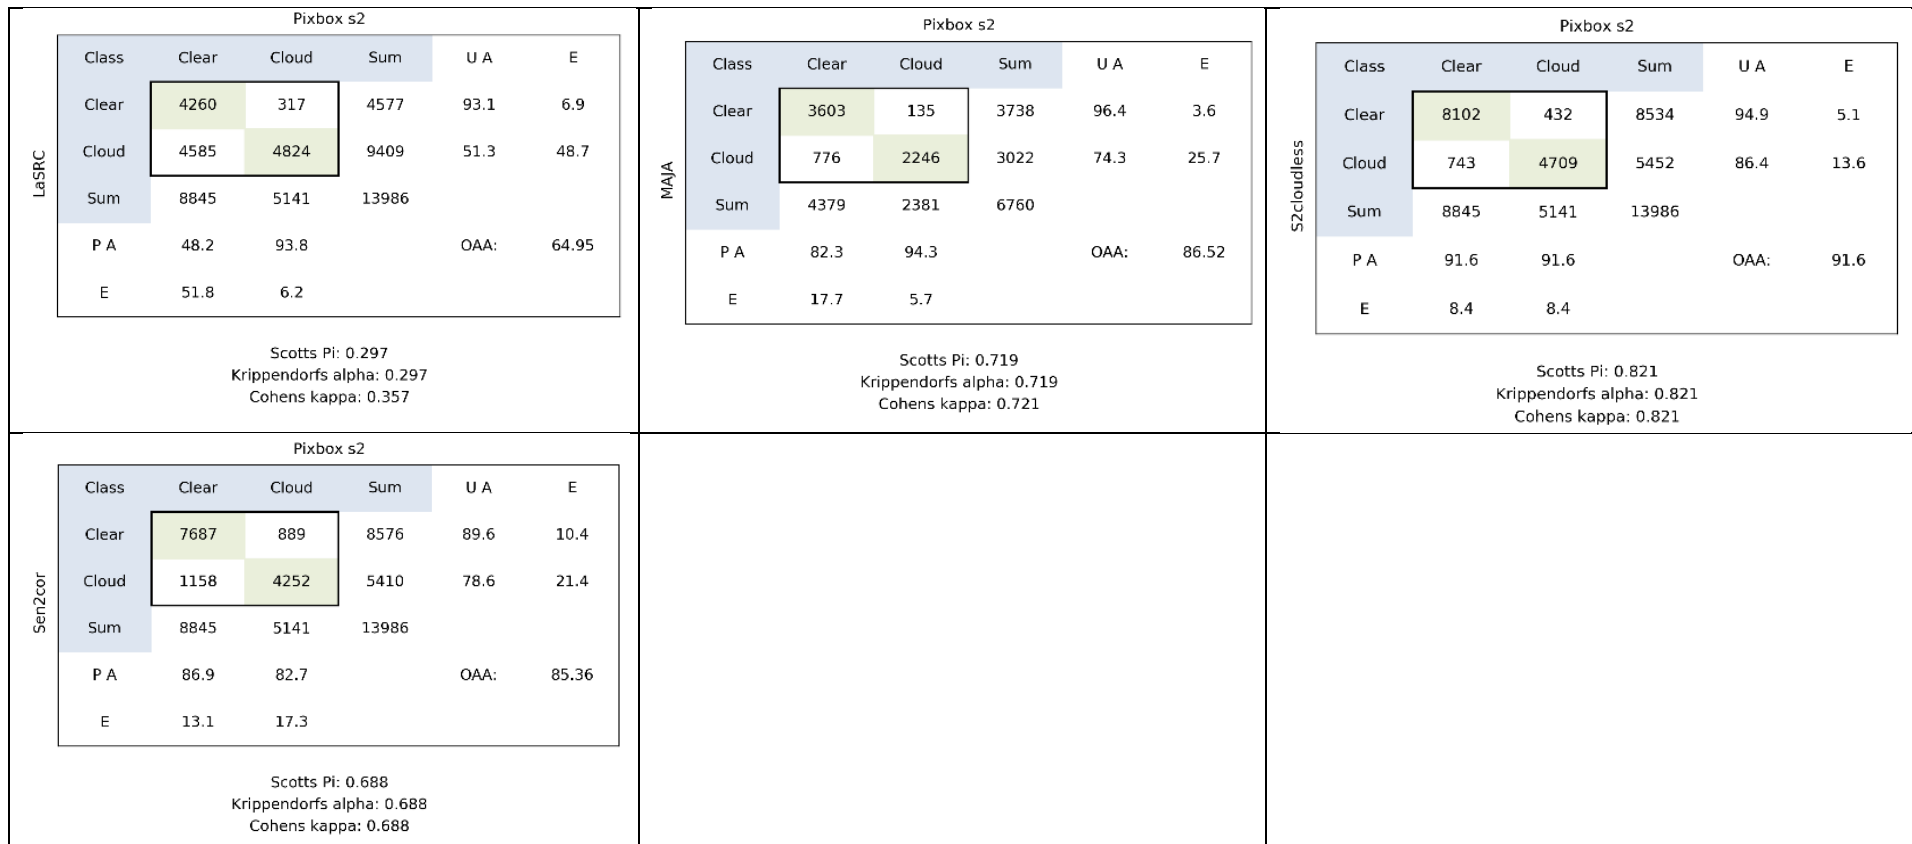 Pixbox s2
LaSRC
Class Clear Cloud Sum U A E
Clear 4260 317 4577 93.1 6.9
Cloud 4585 4824 9409 51.3 48.7
Sum 8845 5141 13986
P A 48.2 93.8 OAA: 64.95
E 51.8 6.2
Scotts Pi: 0.297
Krippendorfs alpha: 0.297
Cohens kappa: 0.357
Pixbox s2
MAJA
Class Clear Cloud Sum U A E
Clear 3603 135 3738 96.4 3.6
Cloud 776 2246 3022 74.3 25.7
Sum 4379 2381 6760
P A 82.3 94.3 OAA: 86.52
E 17.7 5.7
Scotts Pi: 0.719
Krippendorfs alpha: 0.719
Cohens kappa: 0.721
Pixbox s2
S2cloudless
Class Clear Cloud Sum U A E
Clear 8102 432 8534 94.9 5.1
Cloud 743 4709 5452 86.4 13.6
Sum 8845 5141 13986
P A 91.6 91.6 OAA: 91.6
E 8.4 8.4
Scotts Pi: 0.821
Krippendorfs alpha: 0.821
Cohens kappa: 0.821
Pixbox s2
Sen2cor
Class Clear Cloud Sum U A E
Clear 7687 889 8576 89.6 10.4
Cloud 1158 4252 5410 78.6 21.4
Sum 8845 5141 13986
P A 86.9 82.7 OAA: 85.36
E 13.1 17.3
Scotts Pi: 0.688
Krippendorfs alpha: 0.688
Cohens kappa: 0.688